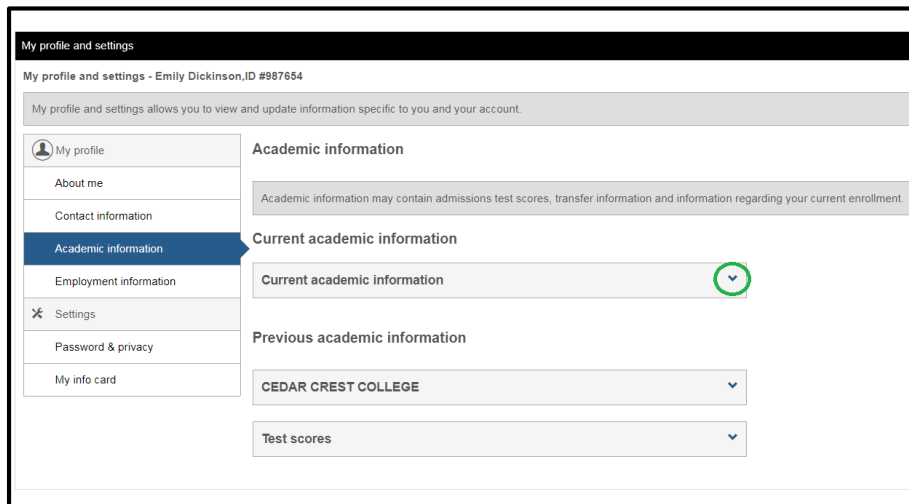 My profile and settings
My profile and settings - Emily Dickinson,ID #987654
My profile and settings allows you to view and update information specific to you and your account.
My profile
About me
Contact information
Academic information
Employment information
Settings
Password & privacy
My info card
Academic information
Academic information may contain admissions test scores, transfer information and information regarding your current enrollment.
Current academic information
Current academic information
Previous academic information
CEDAR CREST COLLEGE
Test scores